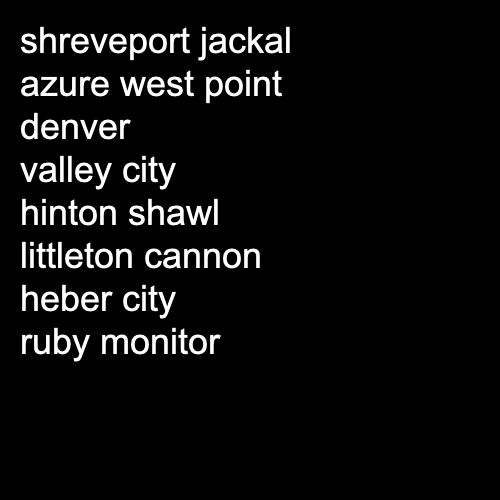 shreveport jackal
azure west point
denver
valley city
hinton shawl
littleton cannon
heber city
ruby monitor